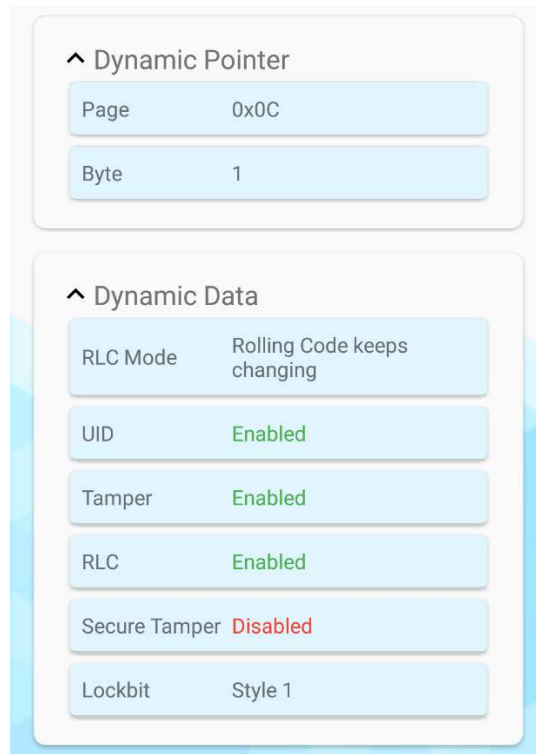 Dynamic Pointer
Page 0x0C
Byte 1
Dynamic Data
RLC Mode Rolling Code keeps
changing
UID Enabled
Tamper Enabled
RLC Enabled
Secure Tamper Disabled
Lockbit Style 1